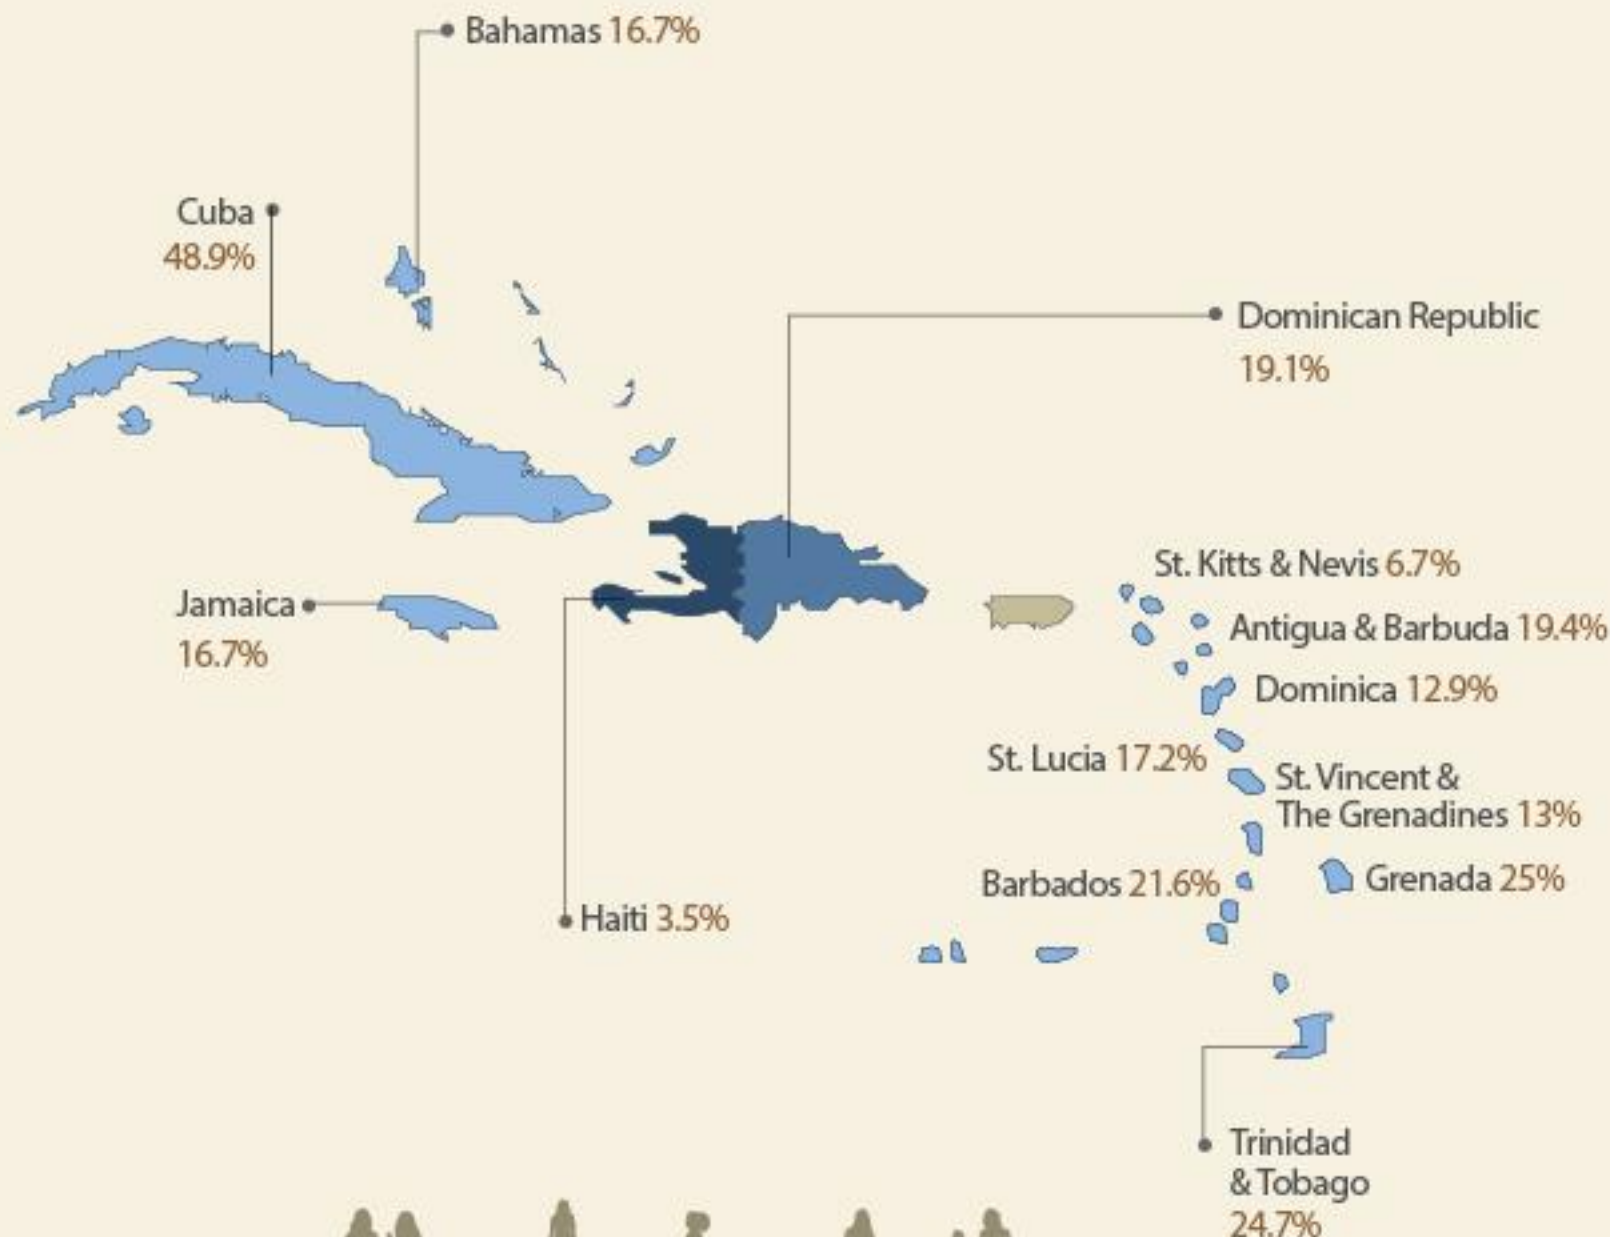 Bahamas 16.7%
Cuba
48.9%
Dominican Republic
19.1%
St. Kitts & Nevis 6.7%
Jamaica
16.7%
Antigua & Barbuda 19.4%
Dominica 12.9%
St. Lucia 17.2%
St. Vincent &
The Grenadines 13%
Barbados 21.6%
Grenada 25%
Haiti 3.5%
Trinidad
& Tobago
24.7%